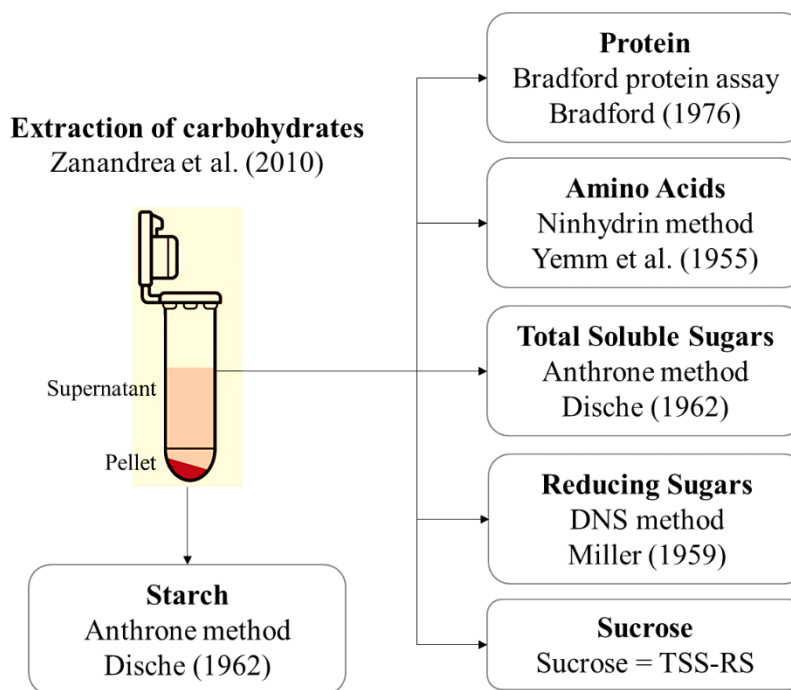 Extraction of carbohydrates
Zanandrea et al. (2010)
Supernatant
Pellet
Starch
Anthrone method
Dische (1962)
Protein
Bradford protein assay
Bradford (1976)
Amino Acids
Ninhydrin method
Yemm et al. (1955)
Total Soluble Sugars
Anthrone method
Dische (1962)
Reducing Sugars
DNS method
Miller (1959)
Sucrose
Sucrose = TSS-RS